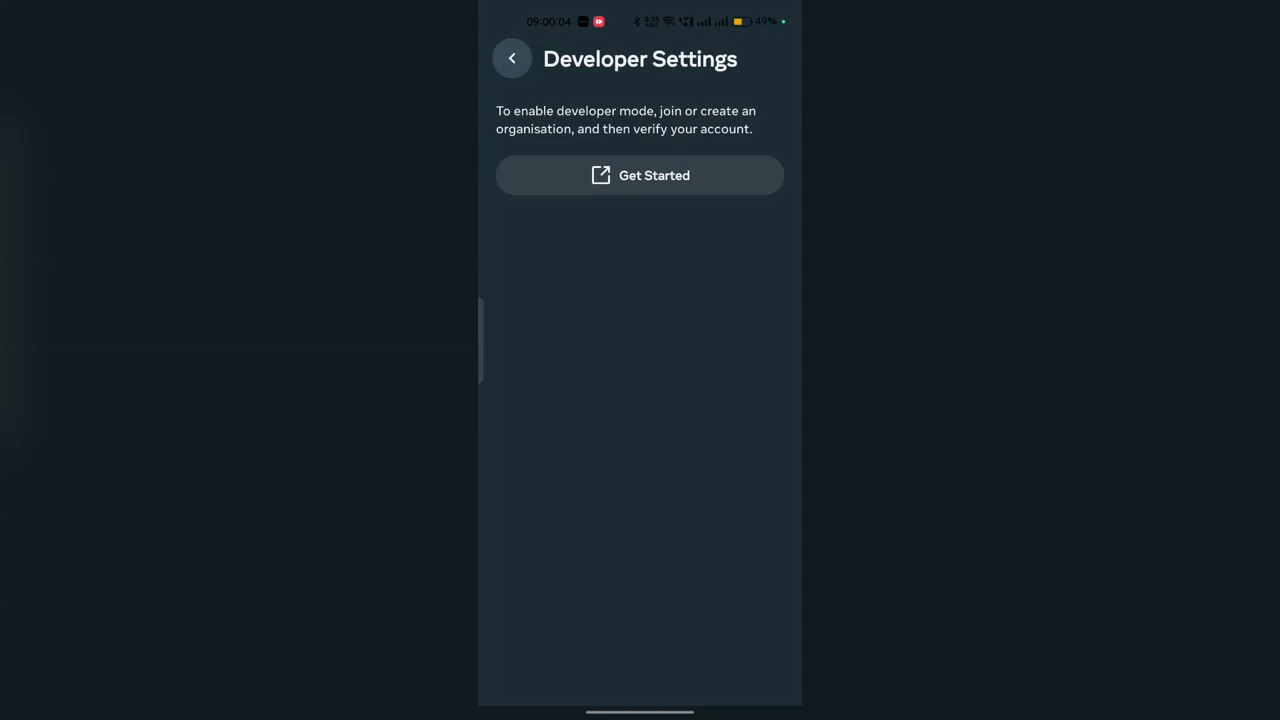 09:00:04 49%
Developer Settings
To enable developer mode, join or create an
organisation, and then verify your account.
Get Started